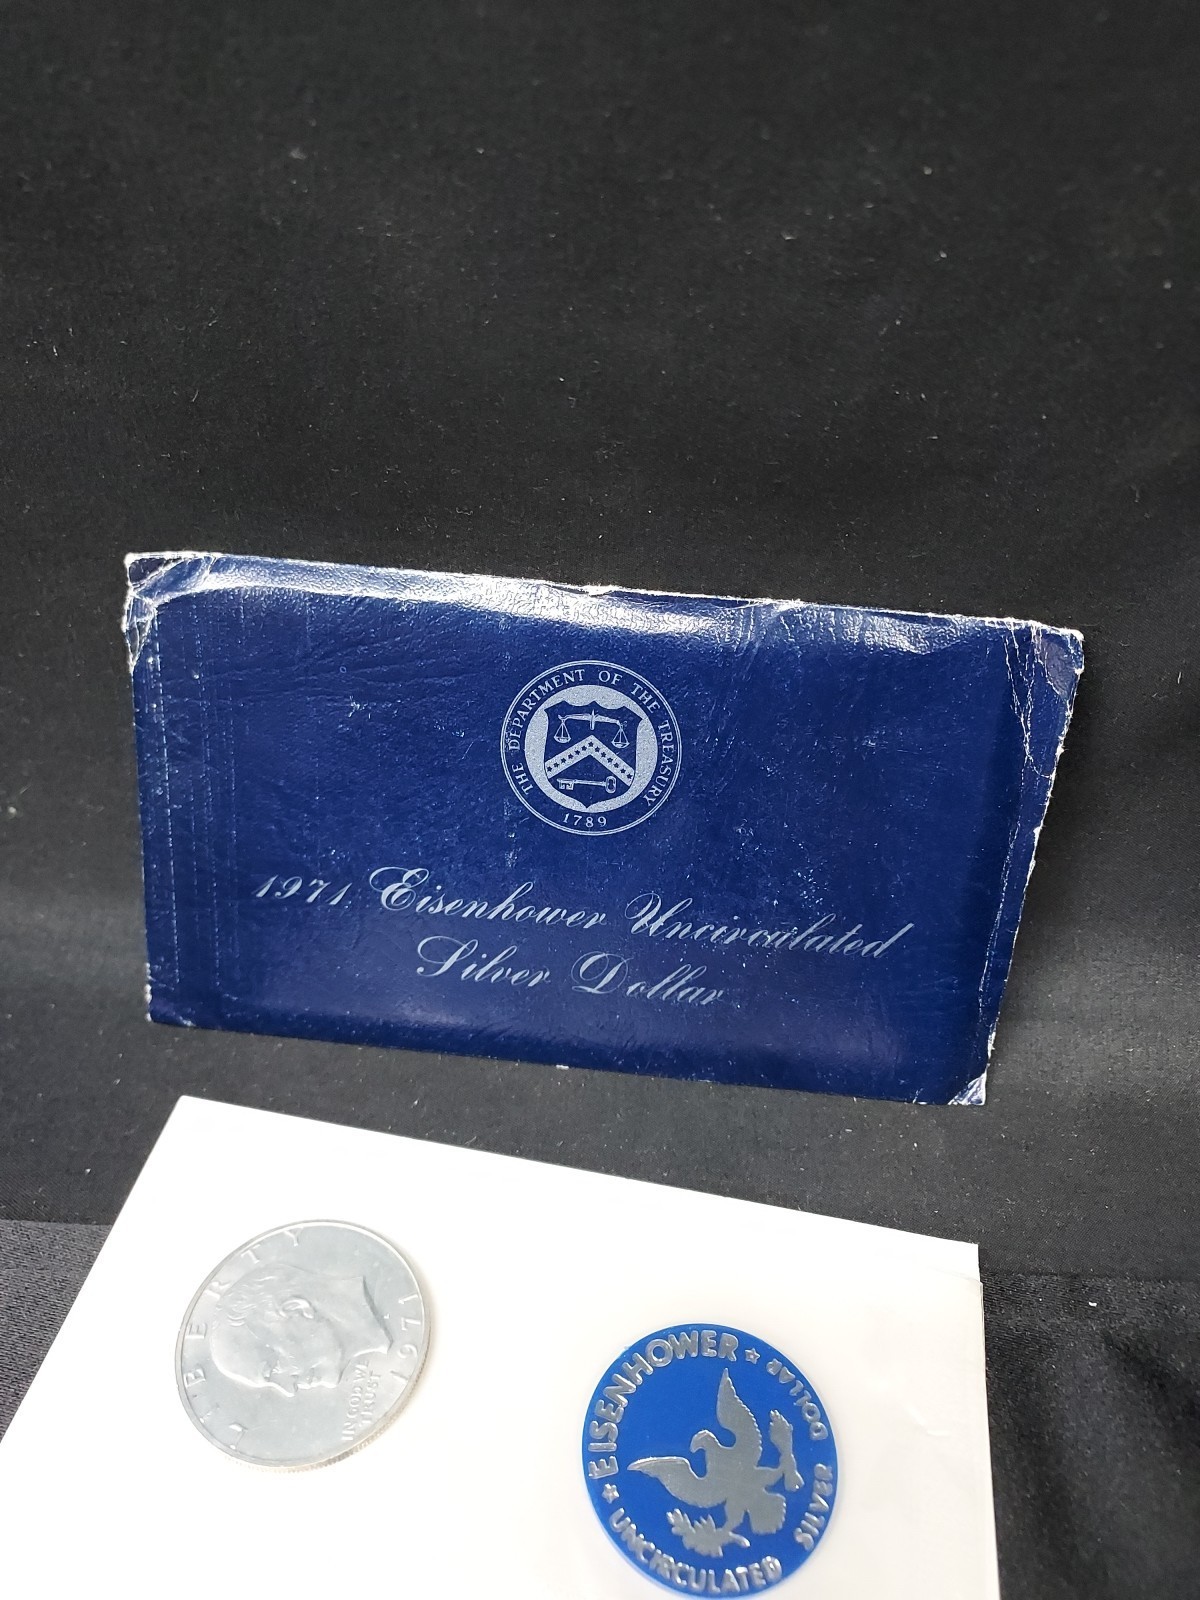 THE DEPARTMENT OF THE TREASURY
1789
1971 Eisenhower Uncirculated
Silver Dollar
LIBERTY
IN GOD WE
TRUST
1971
EISENHOWER
UNCIRCULATED
SILVER DOLLAR